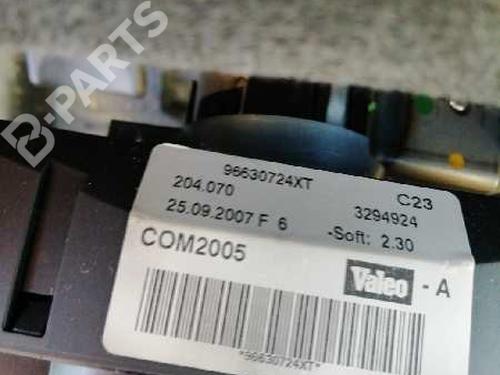 B-PARTS
96630724XT
C23
204.070
3294924
25.09.2007 F 6
-Soft: 2.30
COM2005
Valeo - A
*96630724XT*